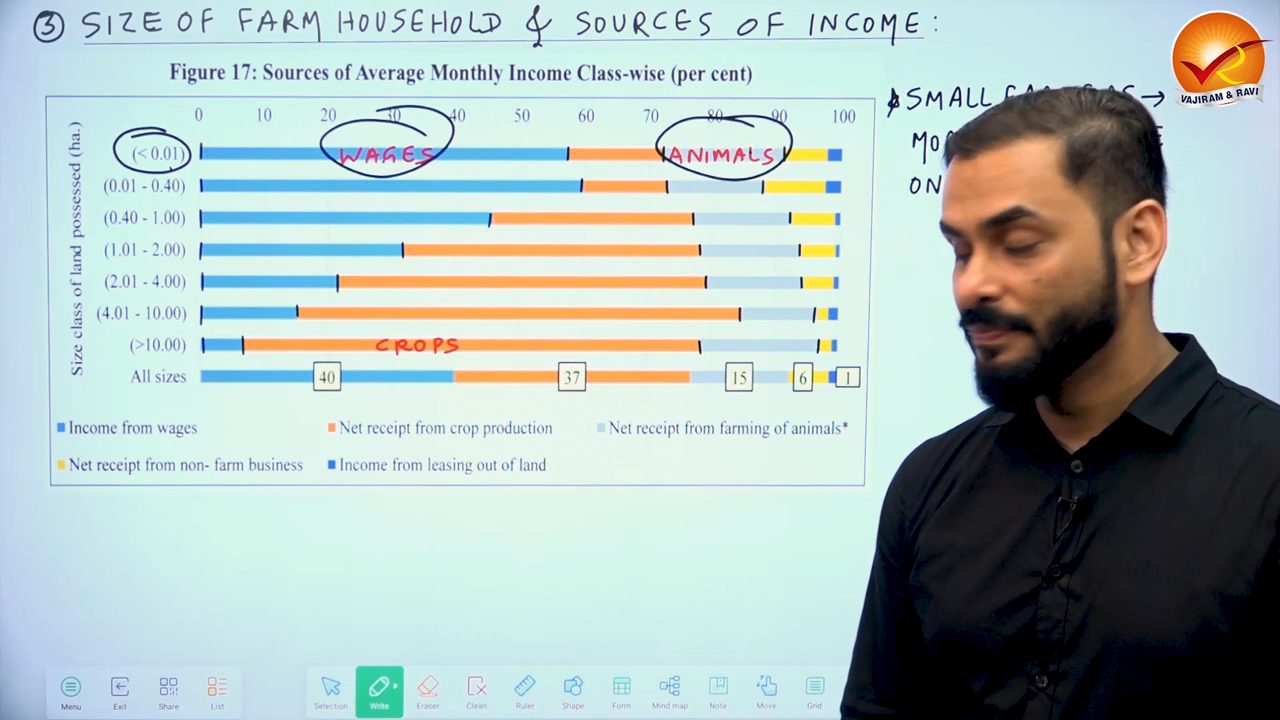 ③ SIZE OF FARM HOUSEHOLD & SOURCES OF INCOME :
Figure 17: Sources of Average Monthly Income Class-wise (per cent)
0 10 20 30 40 50 60 70 80 90 100
Size class of land possessed (ha.)
(< 0.01) WAGES ANIMALS
(0.01 - 0.40)
(0.40 - 1.00)
(1.01 - 2.00)
(2.01 - 4.00)
(4.01 - 10.00)
(>10.00) CROPS
All sizes 40 37 15 6 1
Income from wages Net receipt from crop production Net receipt from farming of animals*
Net receipt from non- farm business Income from leasing out of land
SMALL →
ON
VAJIRAM & RAVI
Menu Exit Share List Selection Write Eraser Clean Ruler Shape Form Mind map Note Move Grid